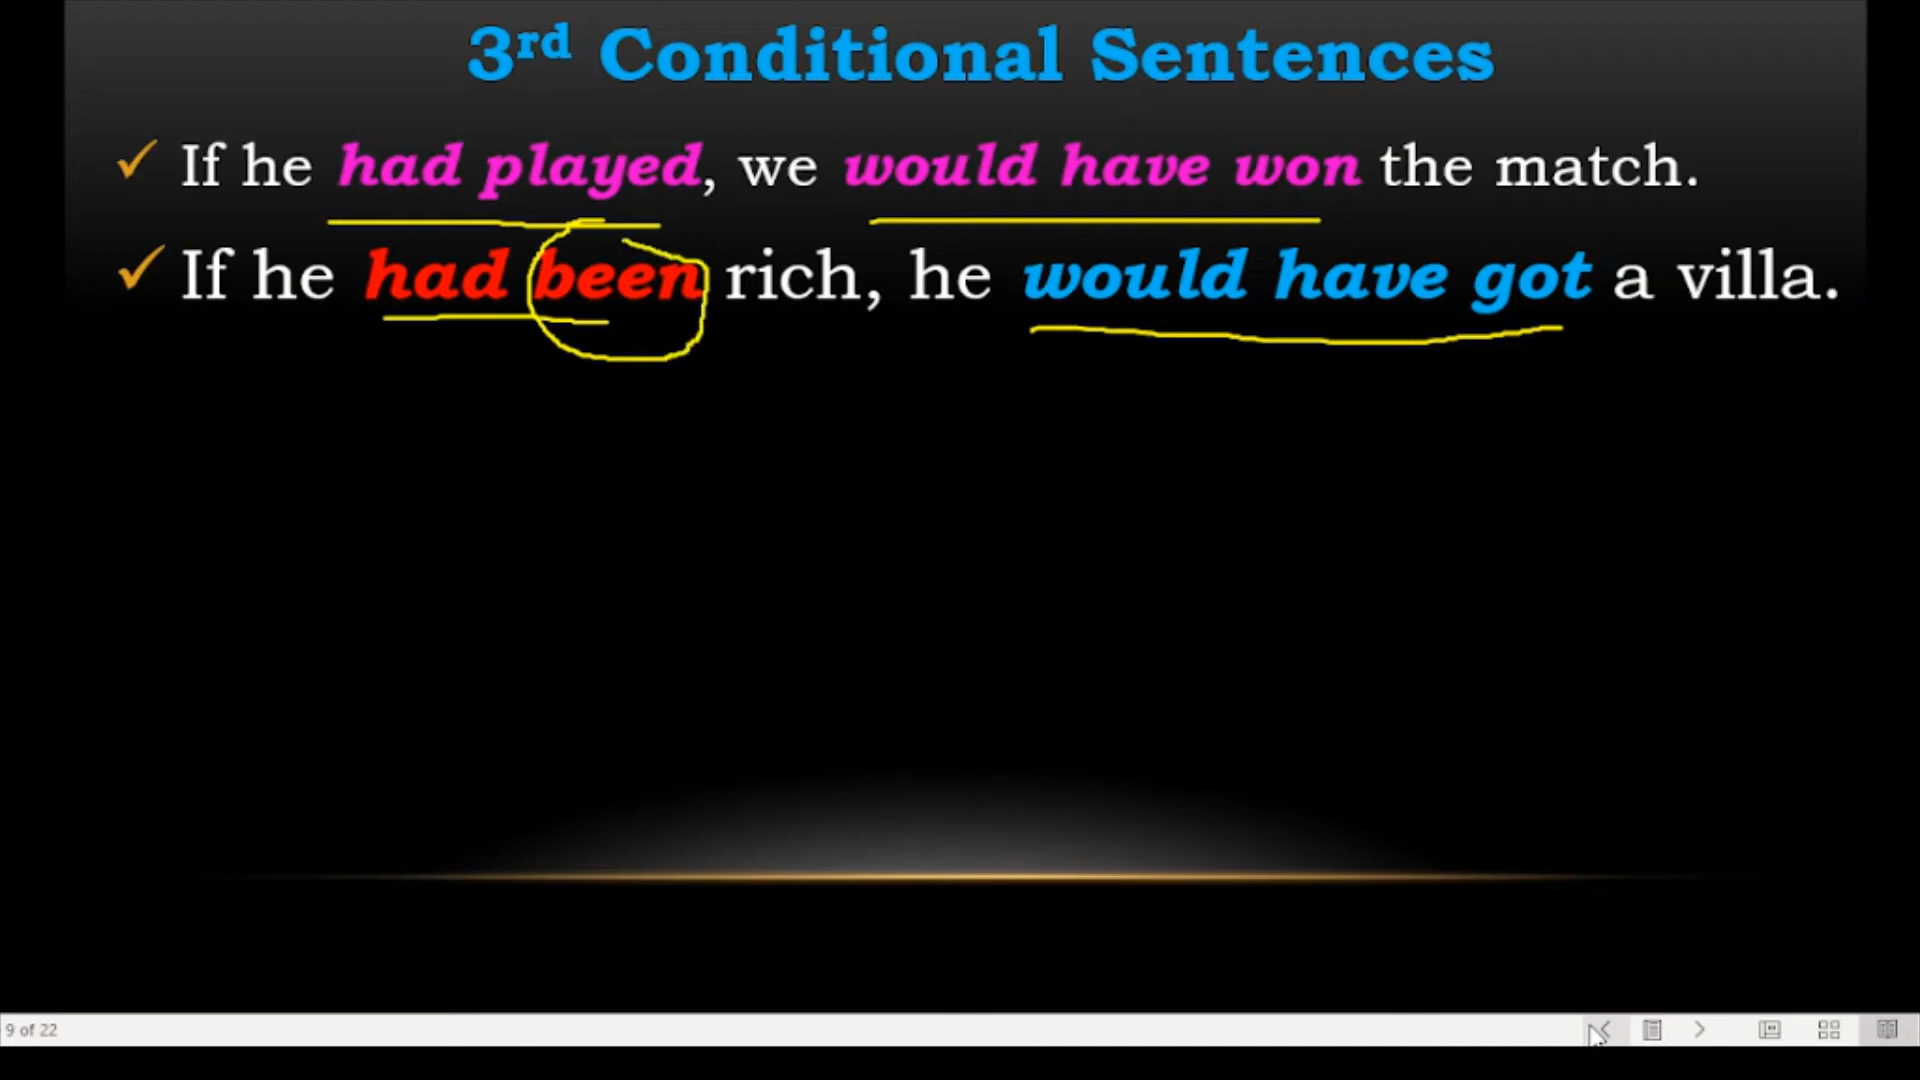 3rd Conditional Sentences
✓ If he had played, we would have won the match.
✓ If he had been rich, he would have got a villa.
9 of 22